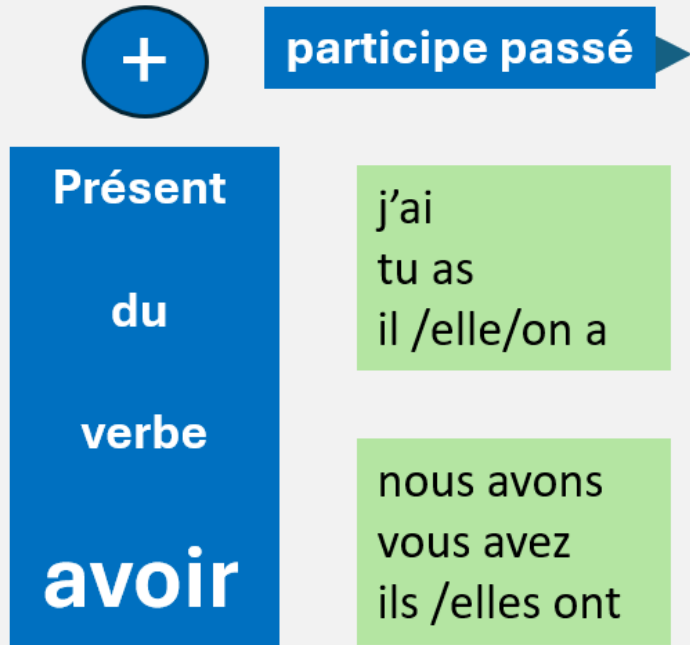 +
participe passé
Présent
du
verbe
avoir
j’ai
tu as
il /elle/on a
nous avons
vous avez
ils /elles ont